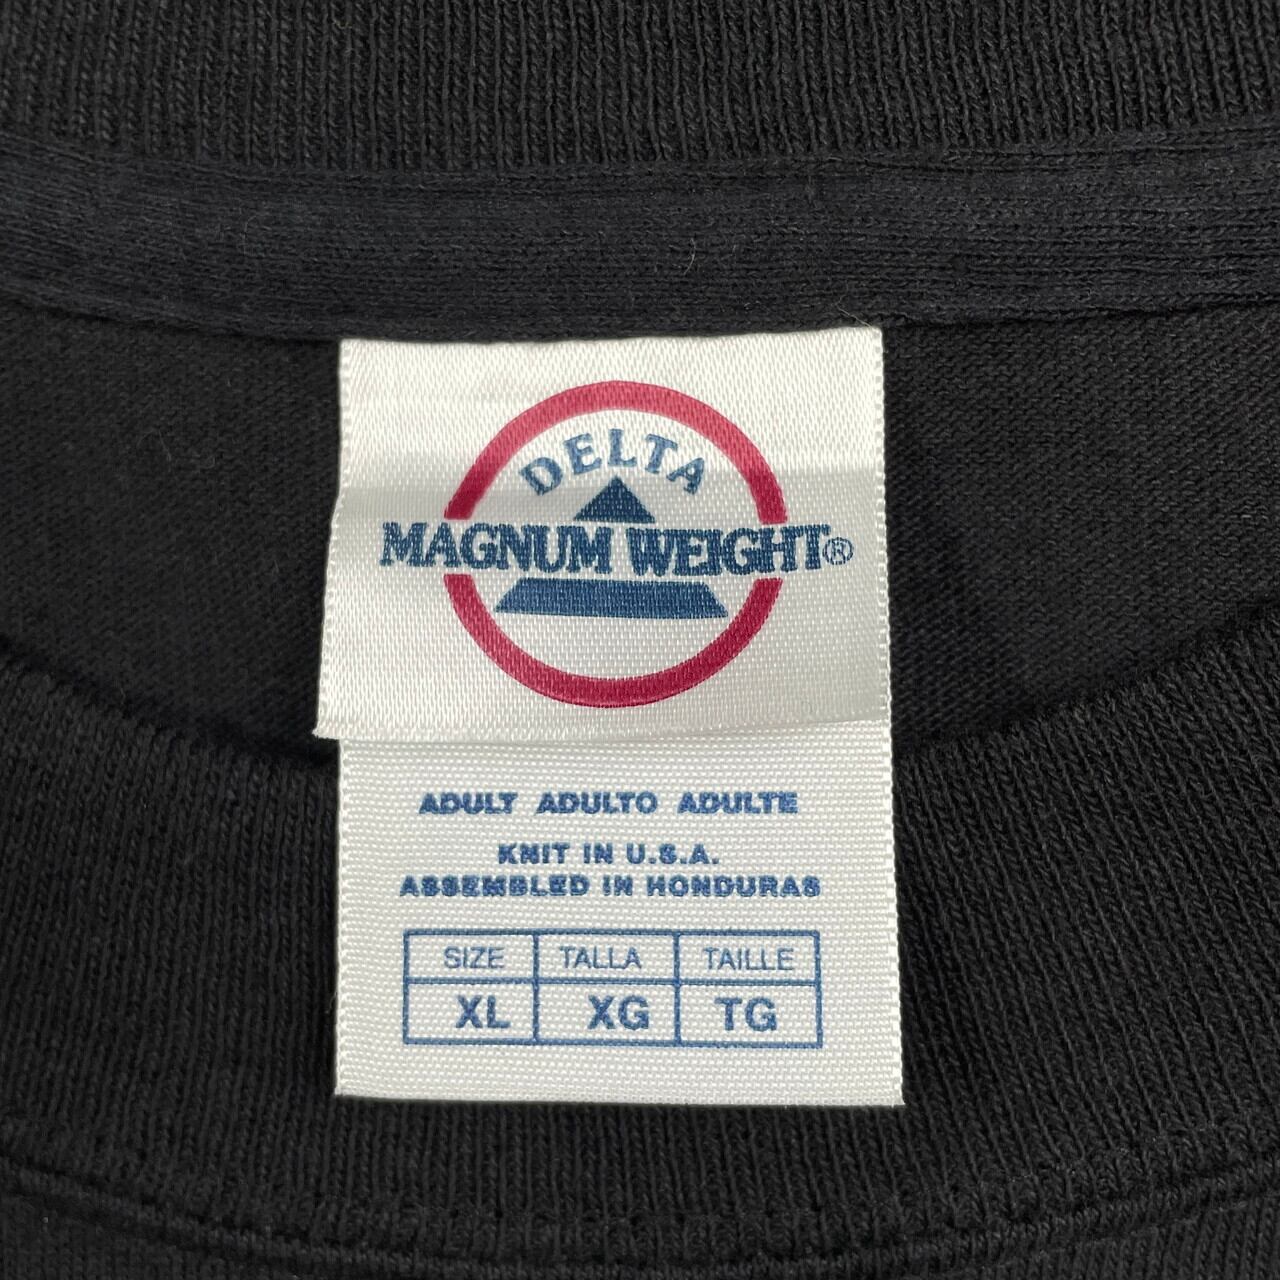 DELTA
MAGNUM WEIGHT®
ADULT ADULTO ADULTE
KNIT IN U.S.A.
ASSEMBLED IN HONDURAS
SIZE TALLA TAILLE
XL XG TG